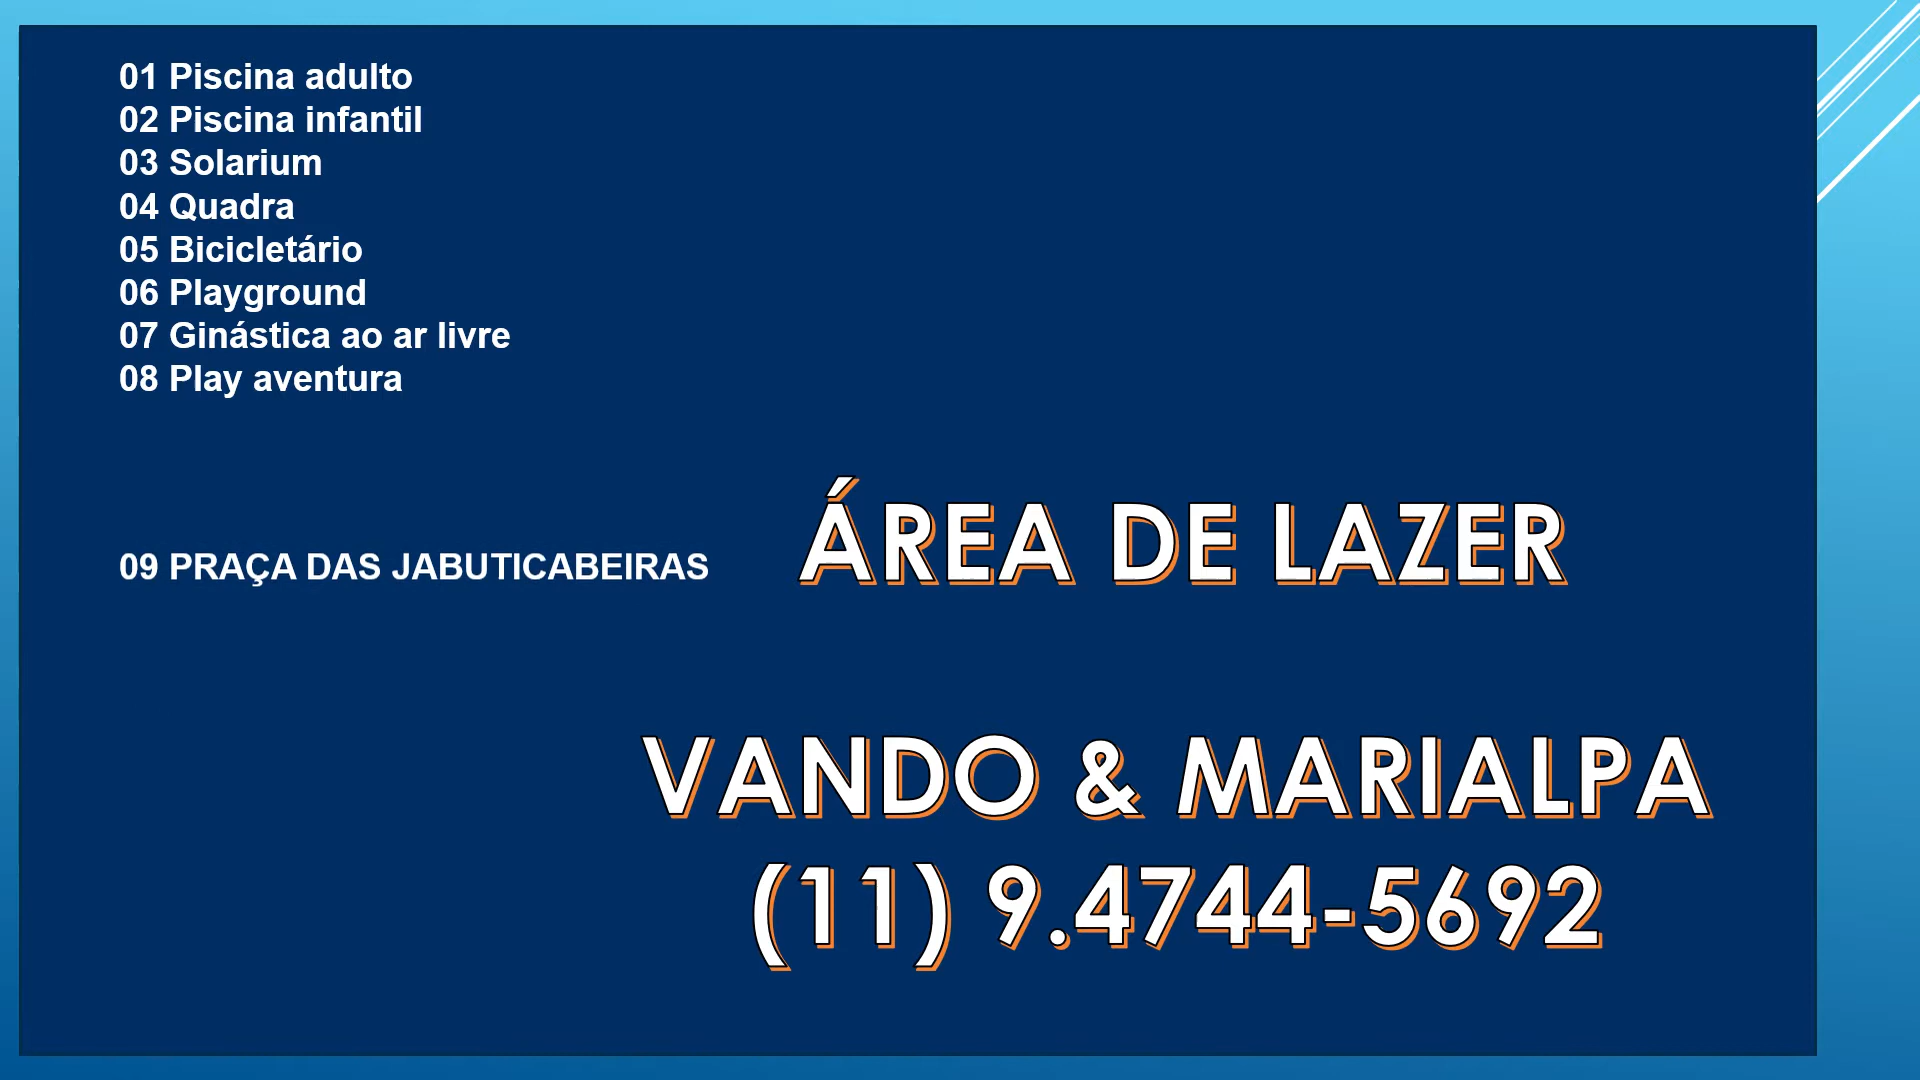 01 Piscina adulto
02 Piscina infantil
03 Solarium
04 Quadra
05 Bicicletário
06 Playground
07 Ginástica ao ar livre
08 Play aventura
09 PRAÇA DAS JABUTICABEIRAS
ÁREA DE LAZER
VANDO & MARIALPA
(11) 9.4744-5692